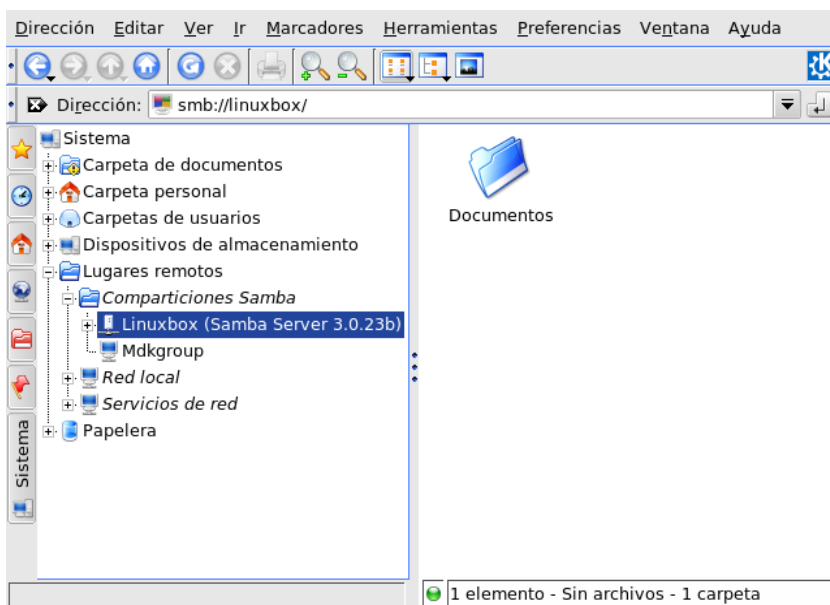 Dirección Editar Ver Ir Marcadores Herramientas Preferencias Ventana Ayuda
Dirección: smb://linuxbox/
Sistema
Carpeta de documentos
Carpeta personal
Carpetas de usuarios
Dispositivos de almacenamiento
Lugares remotos
Comparticiones Samba
Linuxbox (Samba Server 3.0.23b)
Mdkgroup
Red local
Servicios de red
Papelera
Sistema
Documentos
1 elemento - Sin archivos - 1 carpeta